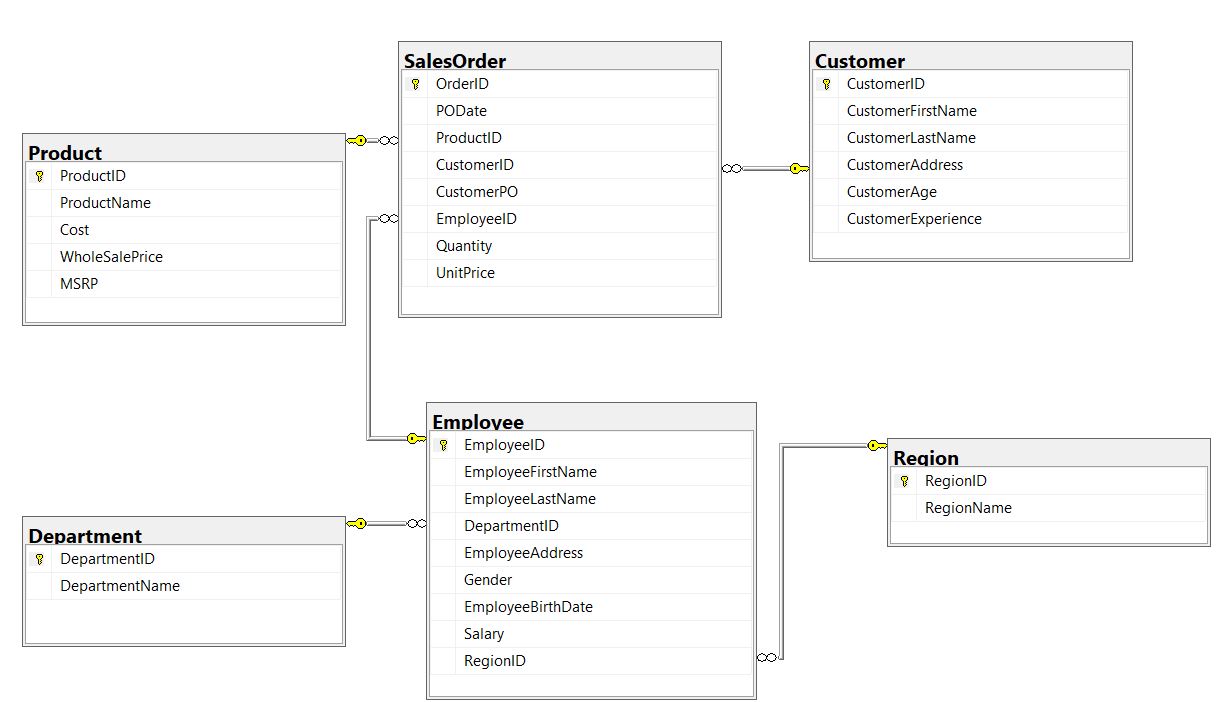 SalesOrder
OrderID
PODate
ProductID
CustomerID
CustomerPO
EmployeeID
Quantity
UnitPrice
Customer
CustomerID
CustomerFirstName
CustomerLastName
CustomerAddress
CustomerAge
CustomerExperience
Product
ProductID
ProductName
Cost
WholeSalePrice
MSRP
Employee
EmployeeID
EmployeeFirstName
EmployeeLastName
DepartmentID
EmployeeAddress
Gender
EmployeeBirthDate
Salary
RegionID
Region
RegionID
RegionName
Department
DepartmentID
DepartmentName